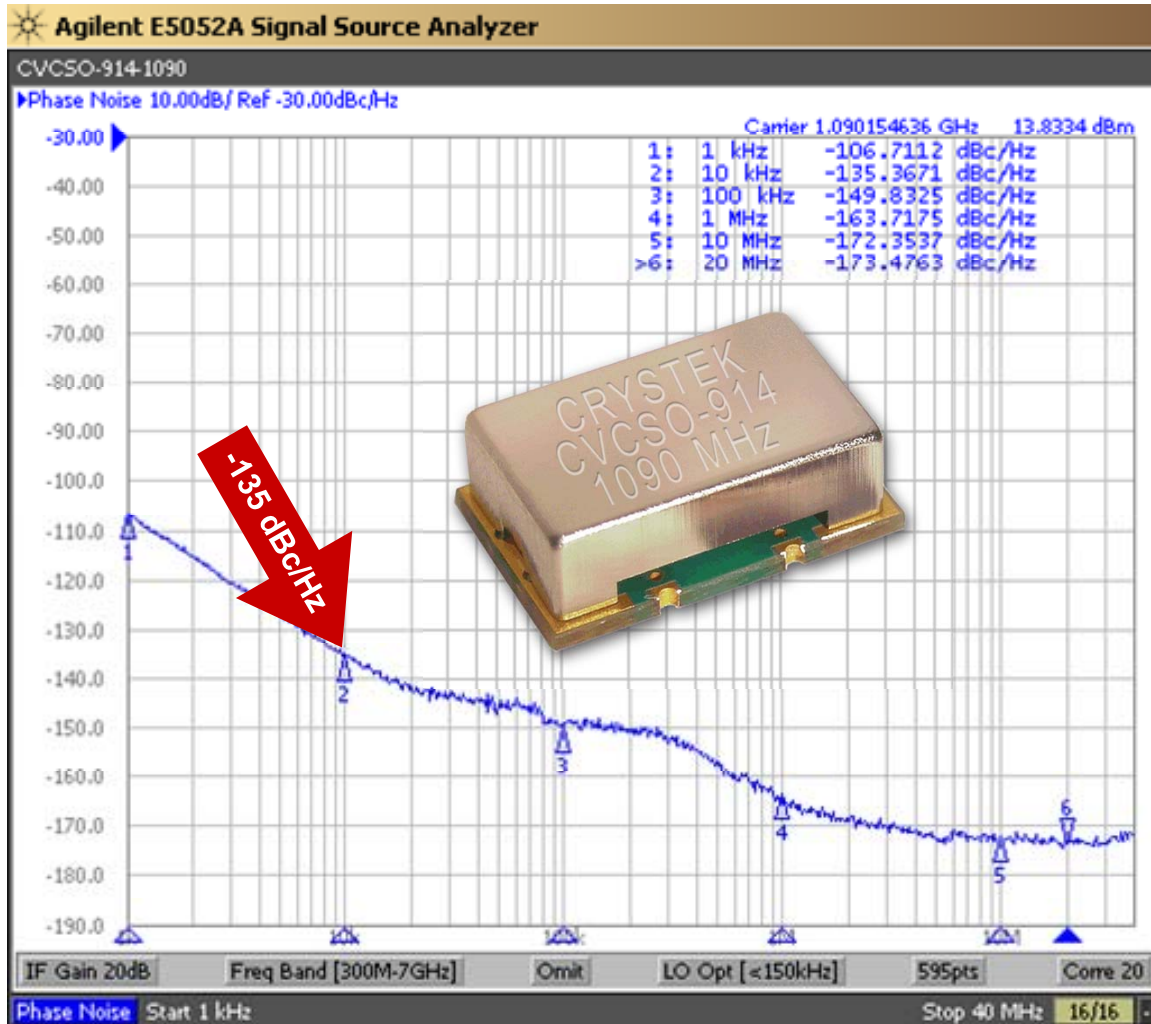 Agilent E5052A Signal Source Analyzer
CVCSO-914-1090
Phase Noise 10.00dB/ Ref -30.00dBc/Hz
Carrier 1.090154636 GHz 13.8334 dBm
1: 1 kHz -106.7112 dBc/Hz
2: 10 kHz -135.3671 dBc/Hz
3: 100 kHz -149.8325 dBc/Hz
4: 1 MHz -163.7175 dBc/Hz
5: 10 MHz -172.3537 dBc/Hz
>6: 20 MHz -173.4763 dBc/Hz
-30.00
-40.00
-50.00
-60.00
-70.00
-80.00
-90.00
-100.0
-110.0
-120.0
-130.0
-140.0
-150.0
-160.0
-170.0
-180.0
-190.0
CRYSTEK
CVCSO-914
1090 MHz
-135 dBc/Hz
1
2
3
4
5
6
IF Gain 20dB Freq Band [300M-7GHz] Omit LO Opt [<150kHz] 595pts Corre 20
Phase Noise Start 1 kHz Stop 40 MHz 16/16